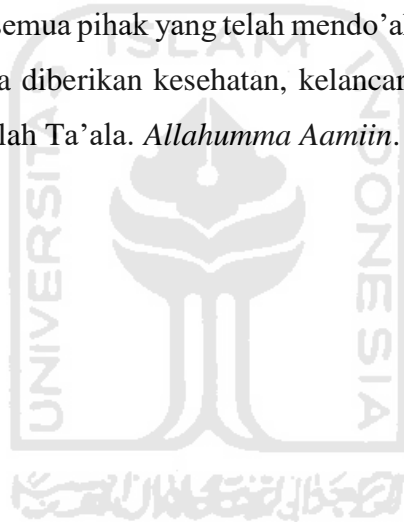 semua pihak yang telah mendo’a
diberikan kesehatan, kelancar
lah Ta’ala. Allahumma Aamiin.
ISLAM
UNIVERSITAS
INDONESIA